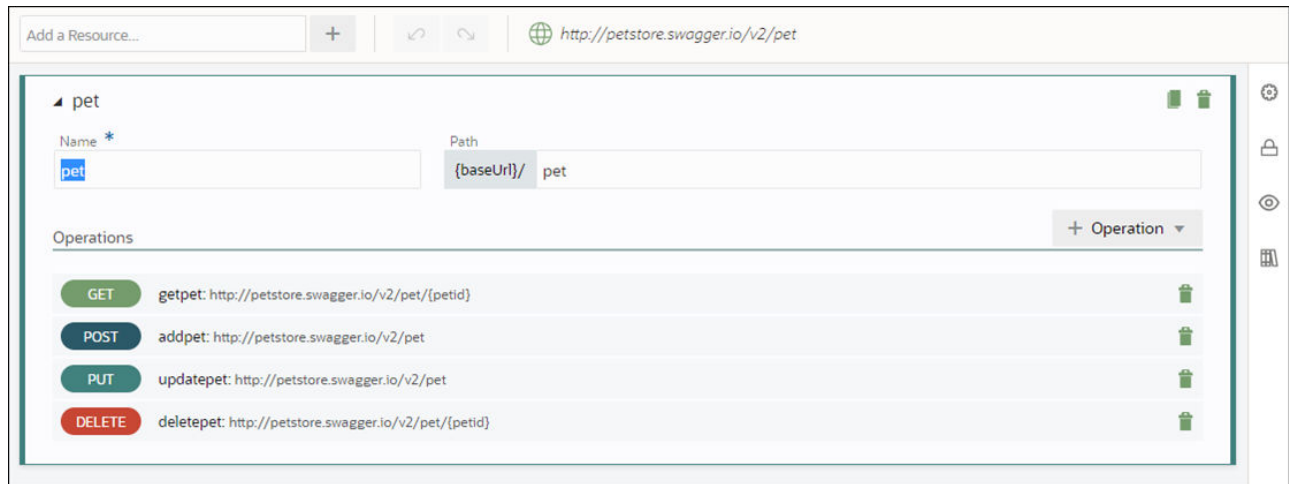 Add a Resource... + http://petstore.swagger.io/v2/pet
pet
Name * Path
pet {baseUrl}/ pet
Operations + Operation
GET getpet: http://petstore.swagger.io/v2/pet/{petid}
POST addpet: http://petstore.swagger.io/v2/pet
PUT updatepet: http://petstore.swagger.io/v2/pet
DELETE deletepet: http://petstore.swagger.io/v2/pet/{petid}